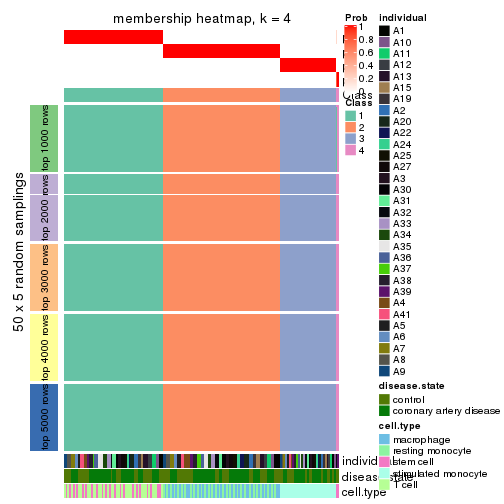 membership heatmap, k = 4
50 x 5 random samplings
top 1000 rows
top 2000 rows
top 3000 rows
top 4000 rows
top 5000 rows
Class
individual
disease.state
cell.type
Prob
1
0.8
0.6
0.4
0.2
0
Class
1
2
3
4
individual
A1
A10
A11
A12
A13
A15
A19
A2
A20
A22
A24
A25
A27
A3
A30
A31
A32
A33
A34
A35
A36
A37
A38
A39
A4
A41
A5
A6
A7
A8
A9
disease.state
control
coronary artery disease
cell.type
macrophage
resting monocyte
stem cell
stimulated monocyte
T cell